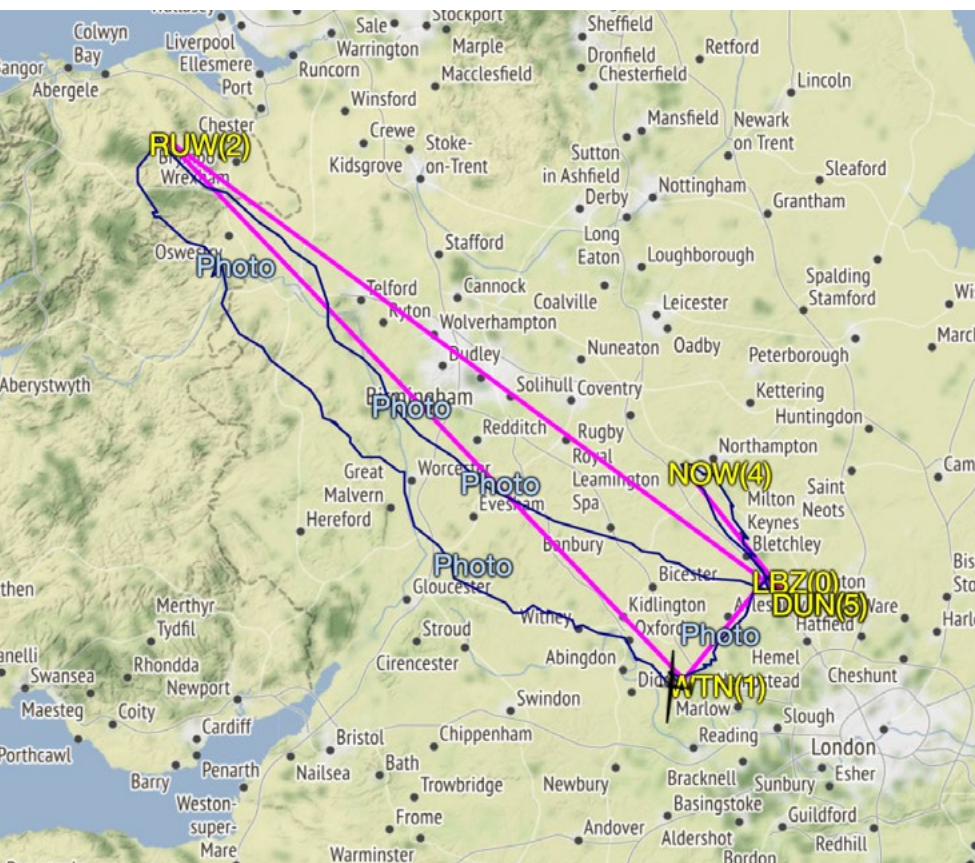 Colwyn
Bay
Bangor
Abergele
Liverpool
Ellesmere
Port
Sale
Stockport
Warrington
Marple
Runcorn
Macclesfield
Sheffield
Dronfield
Chesterfield
Retford
Lincoln
Winsford
Chester
RUW(2)
Wrexham
Crewe
Kidsgrove
Stoke-
on-Trent
Mansfield
Newark
on Trent
Sutton
in Ashfield
Derby
Nottingham
Sleaford
Grantham
Long
Eaton
Loughborough
Stafford
Photo
Telford
Cannock
Coalville
Leicester
Spalding
Stamford
Ryton
Wolverhampton
Dudley
Nuneaton
Oadby
Peterborough
Aberystwyth
Birmingham
Photo
Solihull
Coventry
Kettering
Huntingdon
Redditch
Rugby
Royal
Leamington
Spa
Northampton
NOW(4)
Great
Malvern
Worcester
Photo
Evesham
Milton
Keynes
Saint
Neots
Hereford
Banbury
Bletchley
Photo
Gloucester
Bicester
LBZ(0)
DUN(5)
Merthyr
Tydfil
Witney
Kidlington
Oxford
Photo
Hatfield
Ware
Stroud
Cirencester
Abingdon
Hemel
Cheshunt
WTN(1)
Swansea
Rhondda
Newport
Swindon
Marlow
Maesteg
Coity
Cardiff
Slough
Reading
London
Porthcawl
Barry
Penarth
Bristol
Nailsea
Chippenham
Bath
Newbury
Bracknell
Sunbury
Esher
Weston-
super-
Mare
Trowbridge
Frome
Warminster
Andover
Basingstoke
Aldershot
Guildford
Redhill